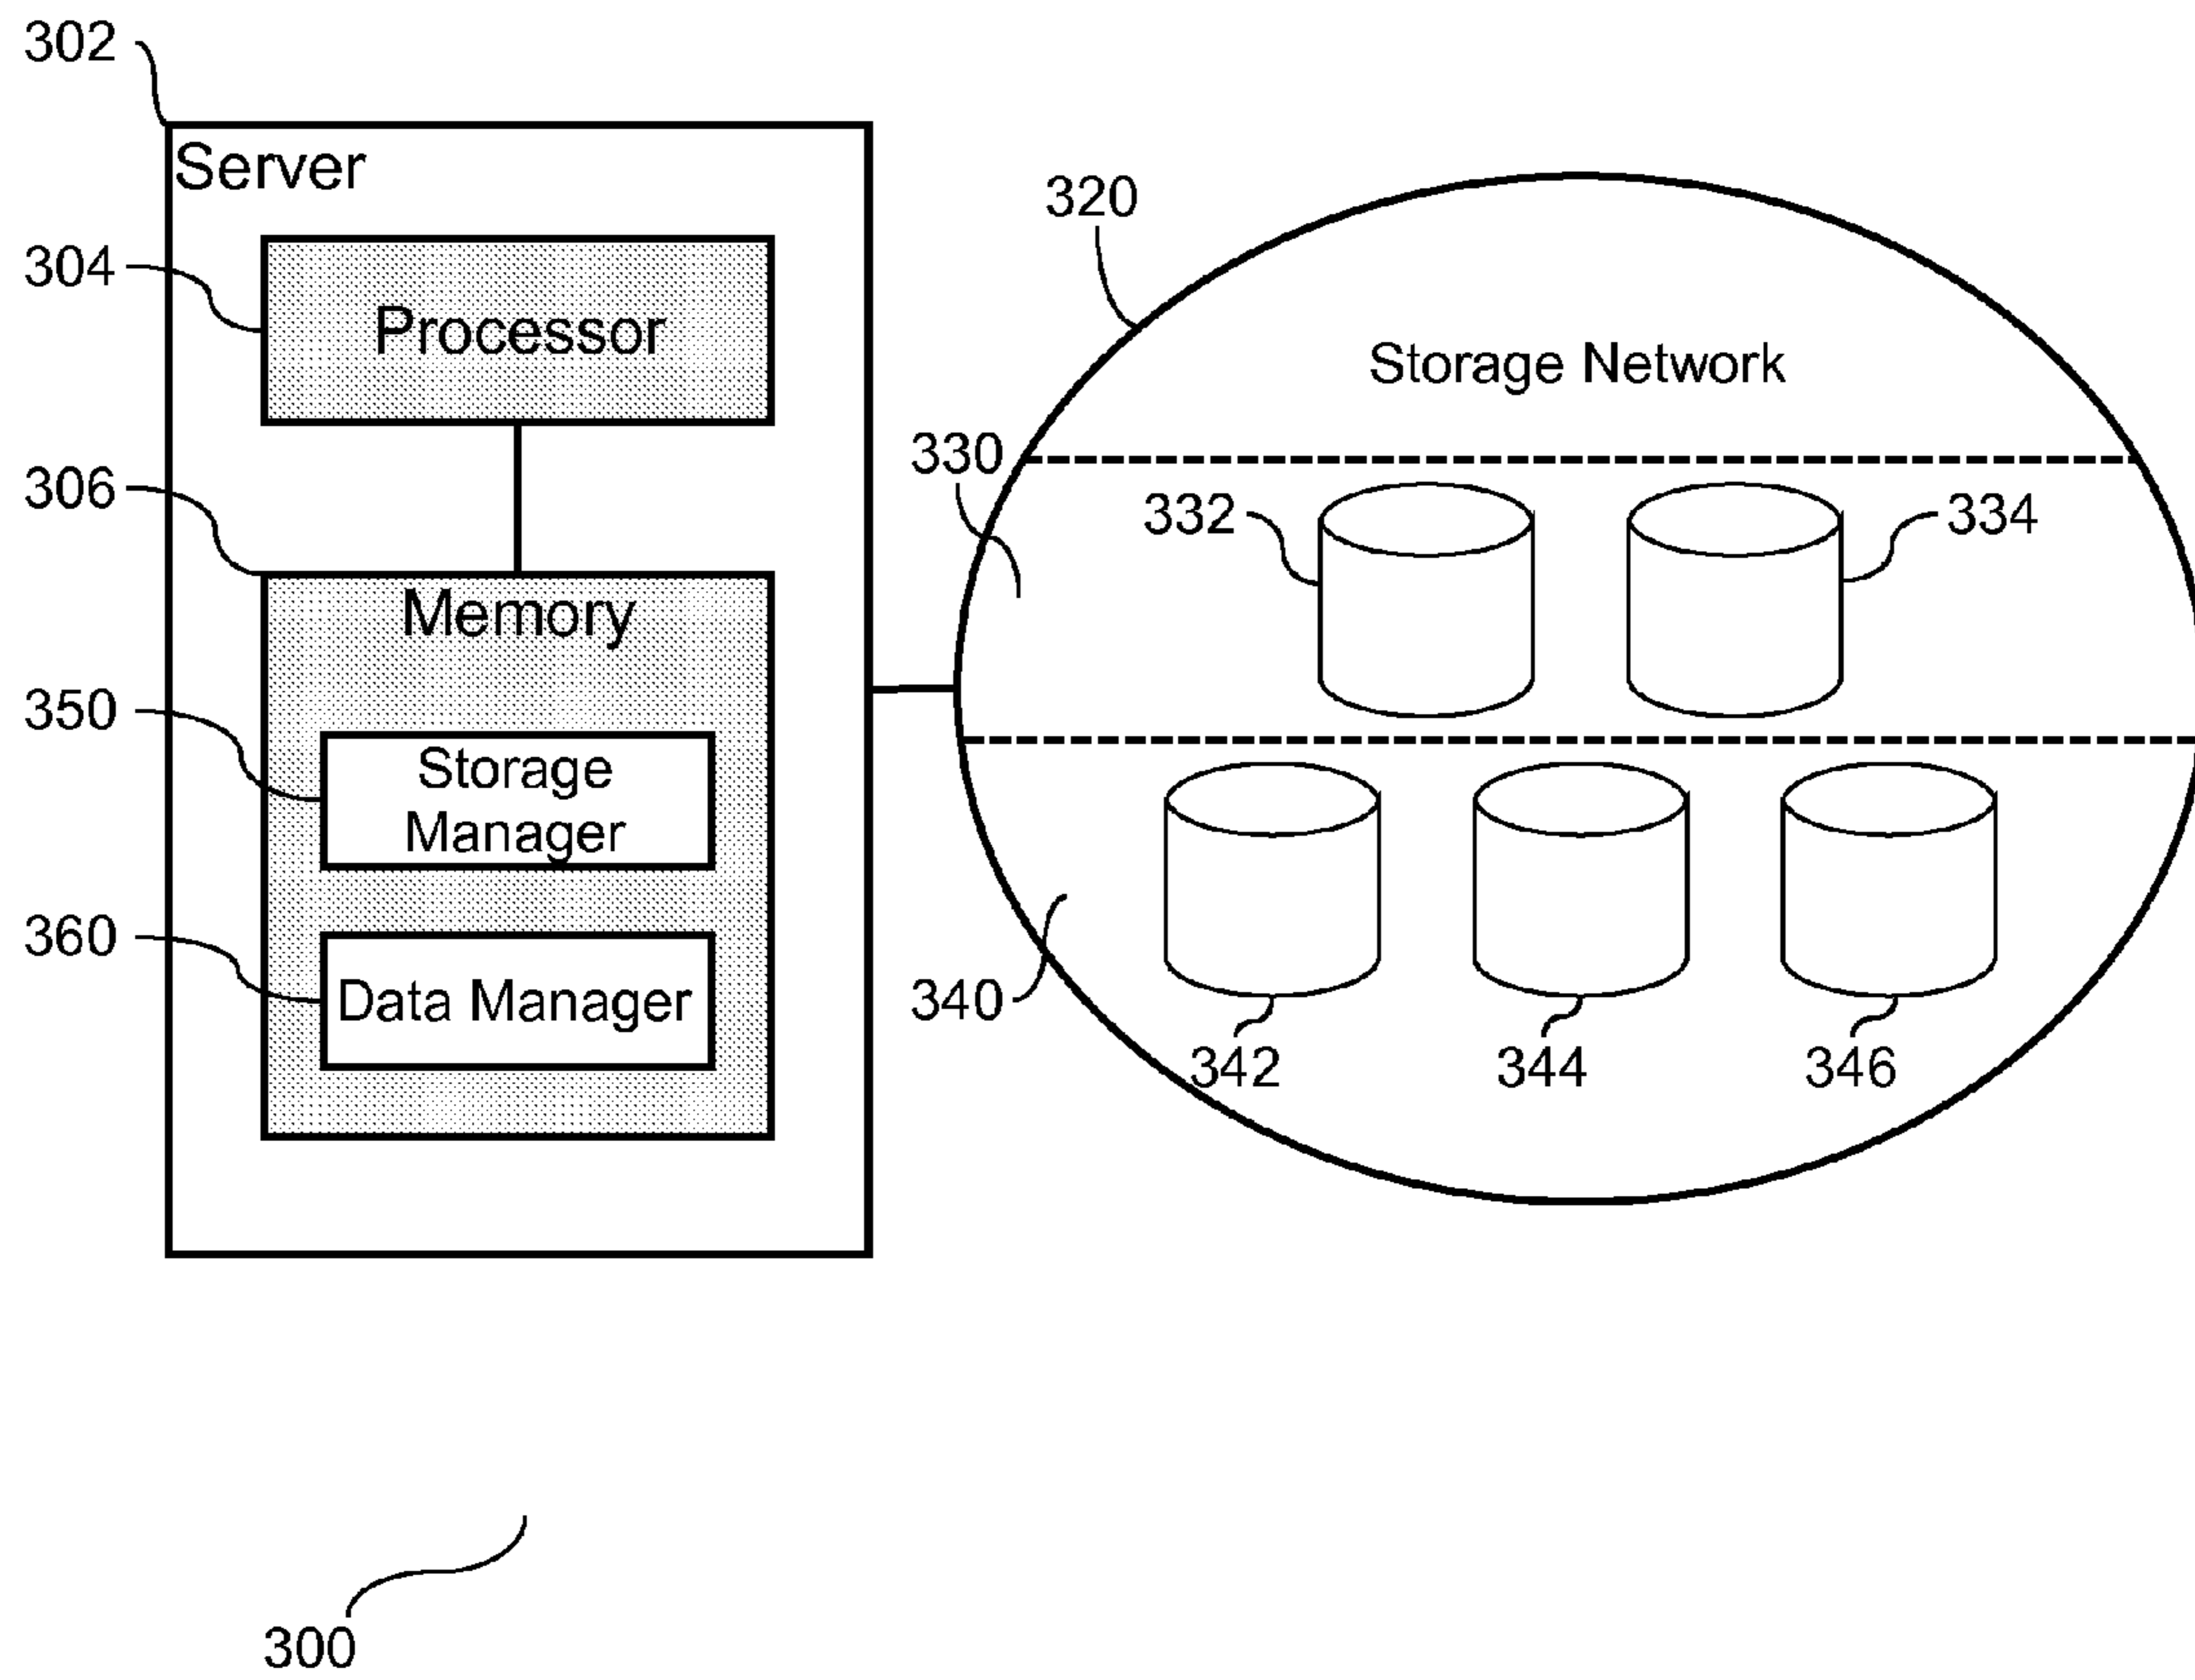 302
Server
320
304
Processor
Storage Network
330
306
332
334
Memory
350
Storage
Manager
360
Data Manager
340
342
344
346
300